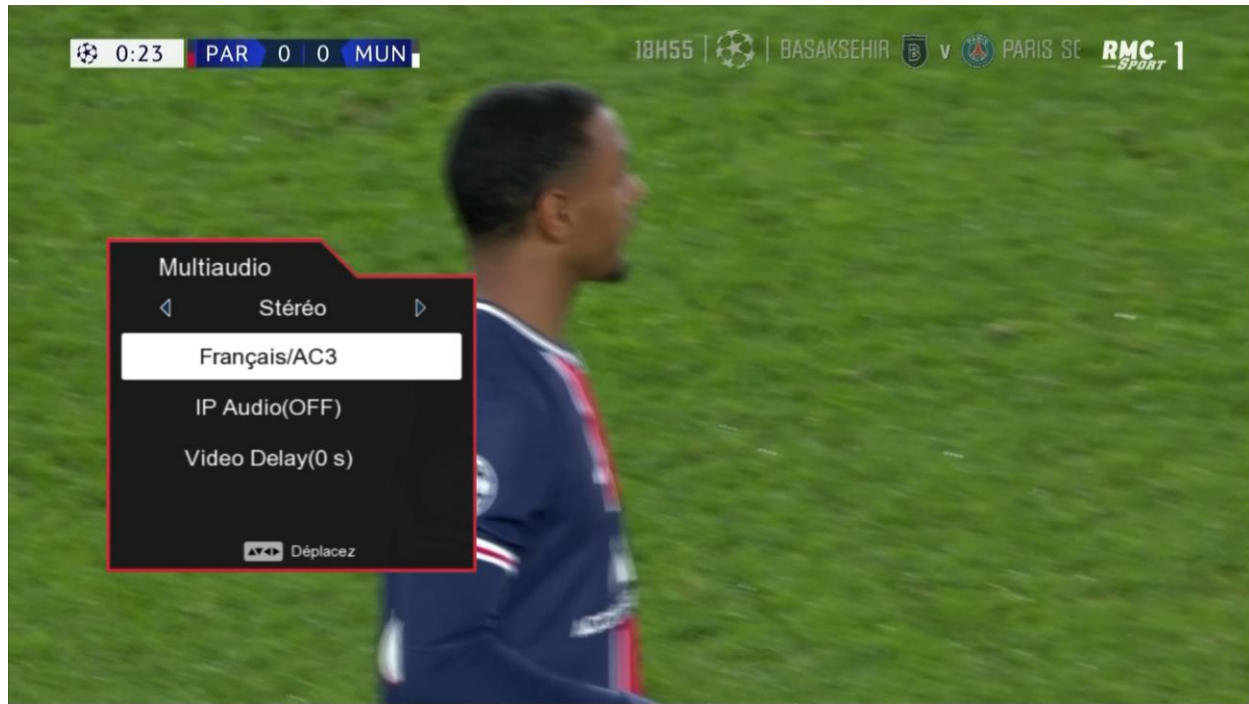 0:23 PAR 0 0 MUN
18H55 | BASAKSEHIR V PARIS SE
RMC SPORT 1
Multiaudio
Stéréo
Français/AC3
IP Audio(OFF)
Video Delay(0 s)
Déplacez